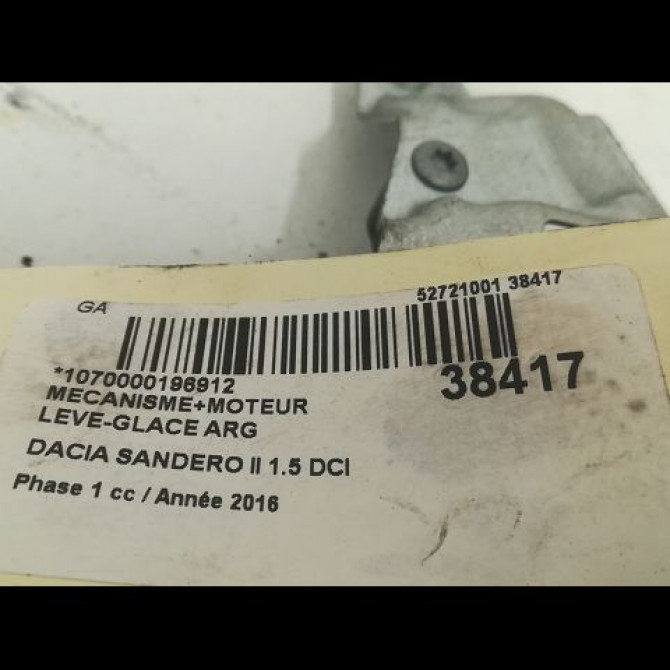 GA
52721001 38417
*1070000196912
38417
MECANISME+MOTEUR
LEVE-GLACE ARG
DACIA SANDERO II 1.5 DCI
Phase 1 cc / Année 2016